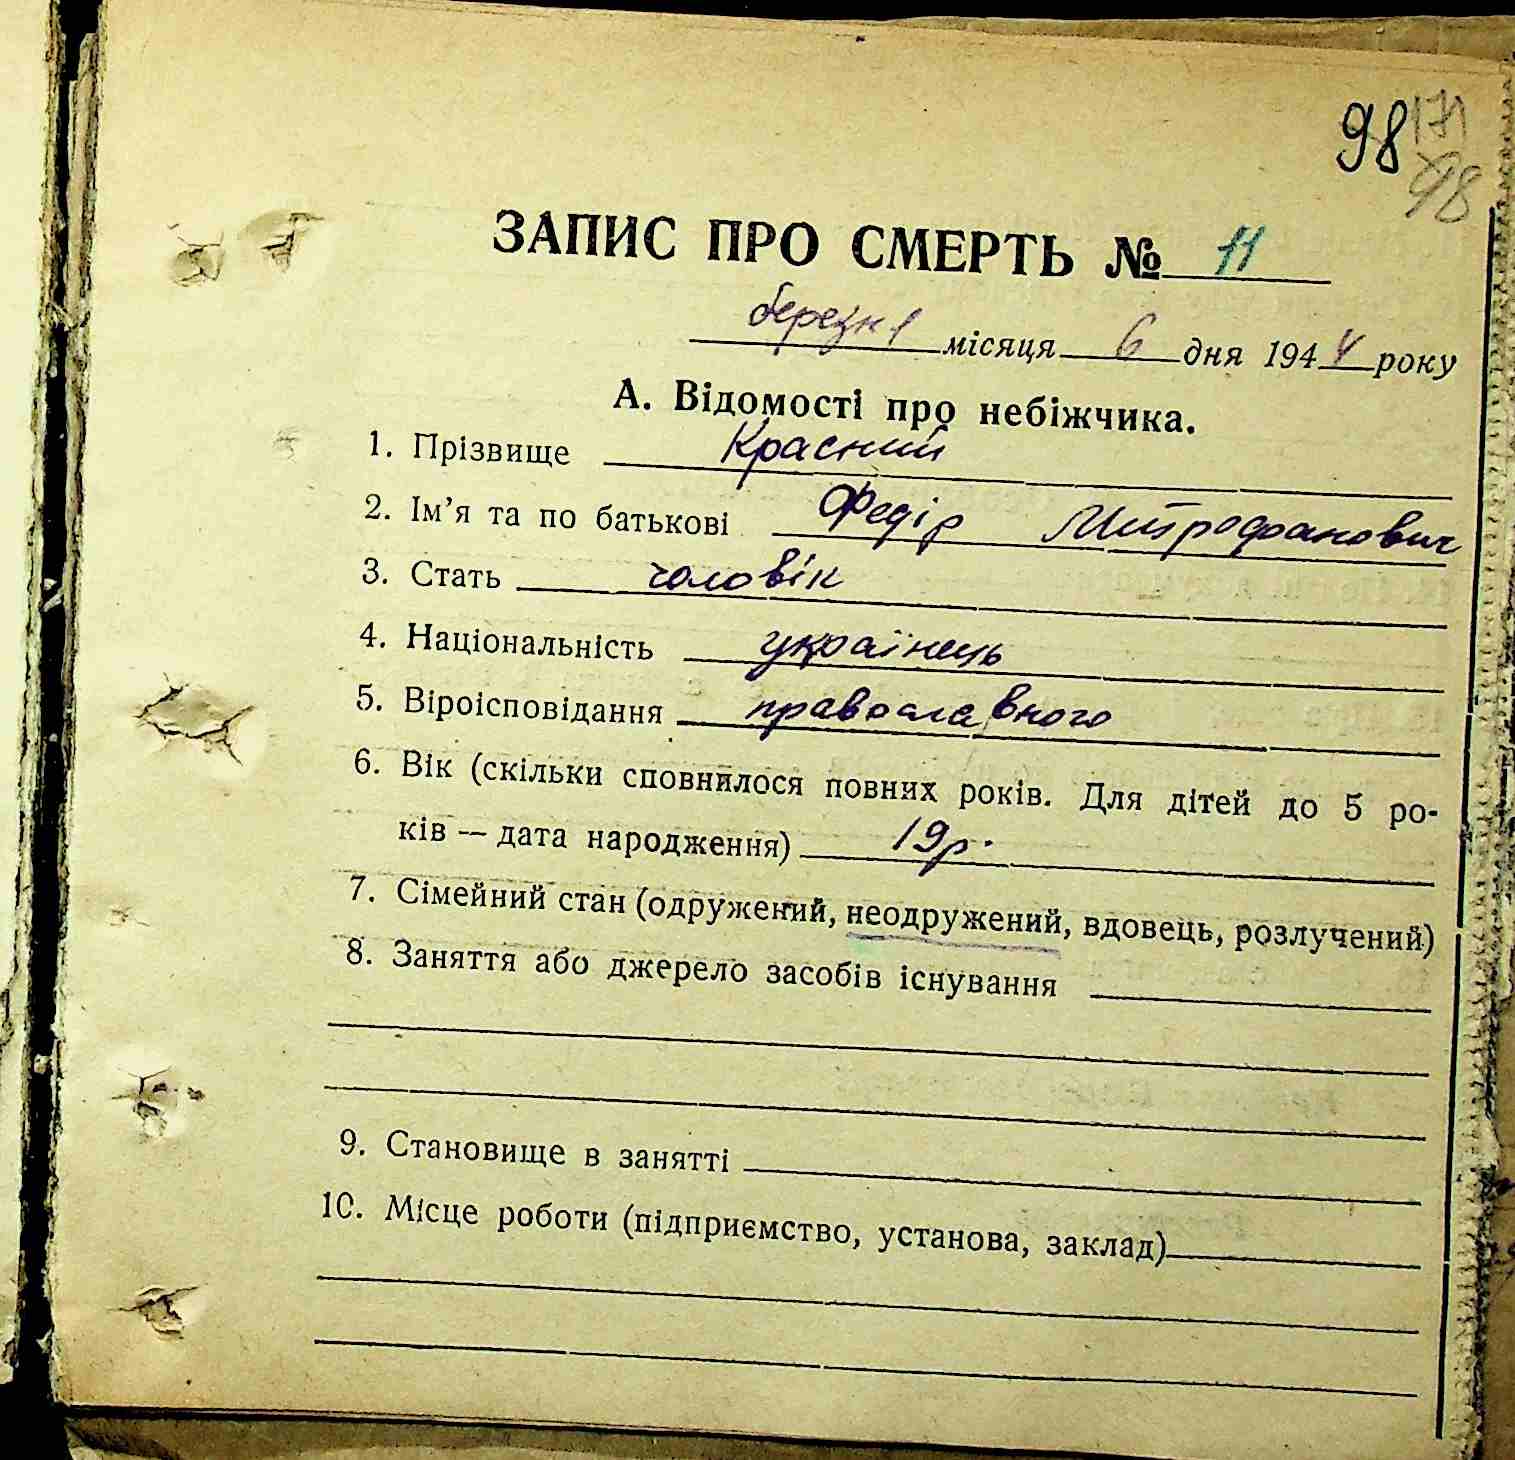 98
98
ЗАПИС ПРО СМЕРТЬ № 11
березня місяця 6 дня 1944 року
А. Відомості про небіжчика.
1. Прізвище Красний
2. Ім'я та по батькові Федір Митрофанович
3. Стать чоловік
4. Національність українець
5. Віроісповідання православного
6. Вік (скільки сповнилося повних років. Для дітей до 5 ро-
ків — дата народження) 19р.
7. Сімейний стан (одружений, неодружений, вдовець, розлучений)
8. Заняття або джерело засобів існування
9. Становище в занятті
10. Місце роботи (підприємство, установа, заклад)